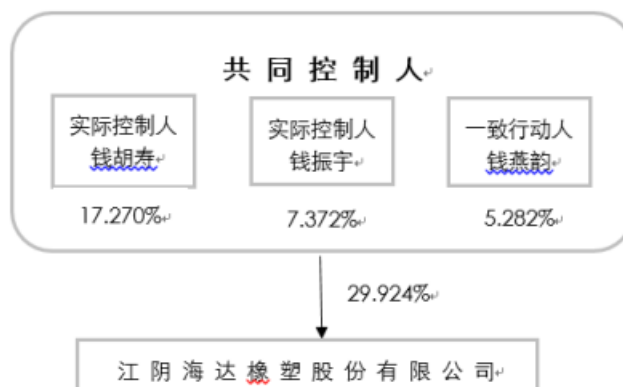 共同控制人
实际控制人
钱胡寿
实际控制人
钱振宇
一致行动人
钱燕韵
17.270%
7.372%
5.282%
29.924%
江阴海达橡塑股份有限公司